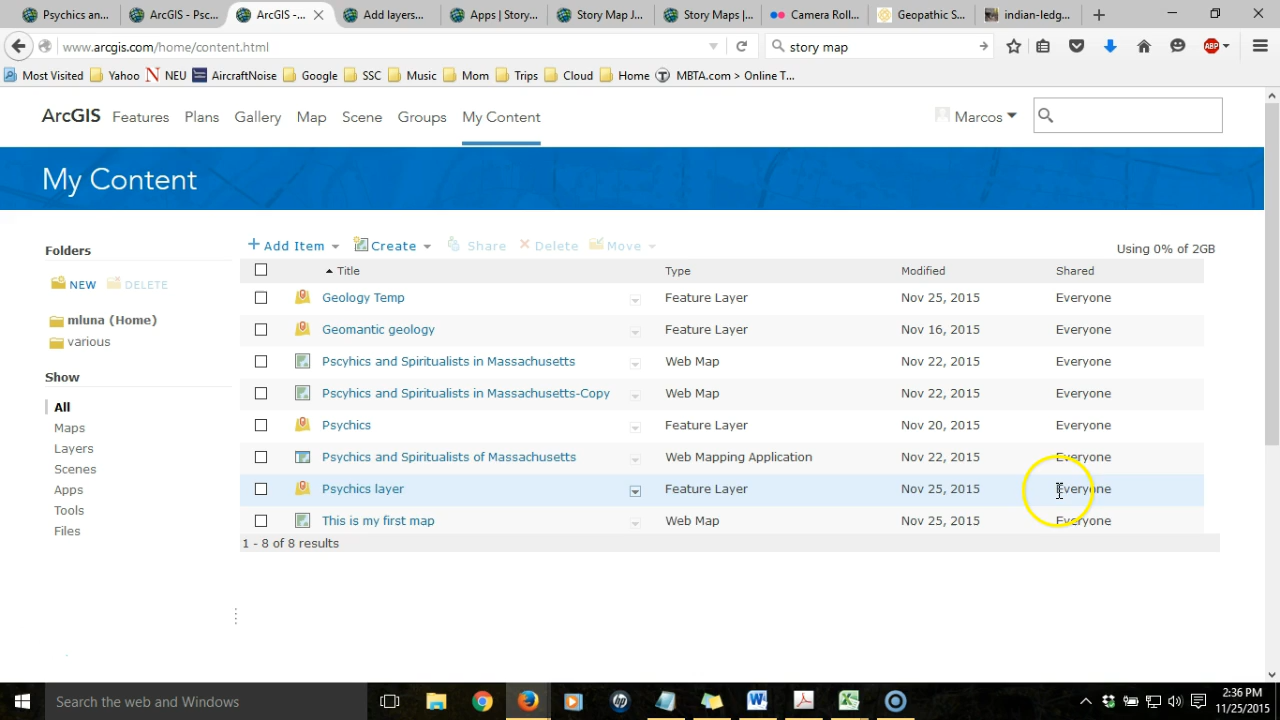 Psychics an...
ArcGIS - Psc...
ArcGIS -...
Add layers...
Apps | Story...
Story Map J...
Story Maps |...
Camera Roll...
Geopathic S...
indian-ledg...
www.arcgis.com/home/content.html
story map
ABP
Most Visited Yahoo N NEU AircraftNoise Google SSC Music Mom Trips Cloud Home T MBTA.com > Online T...
ArcGIS Features Plans Gallery Map Scene Groups My Content Marcos
My Content
Folders
+ Add Item Create Share Delete Move Using 0% of 2GB
NEW DELETE
Title Type Modified Shared
Geology Temp Feature Layer Nov 25, 2015 Everyone
mluna (Home)
Geomantic geology Feature Layer Nov 16, 2015 Everyone
various
Pscyhics and Spiritualists in Massachusetts Web Map Nov 22, 2015 Everyone
Show
Pscyhics and Spiritualists in Massachusetts-Copy Web Map Nov 22, 2015 Everyone
All
Maps
Psychics Feature Layer Nov 20, 2015 Everyone
Layers
Psychics and Spiritualists of Massachusetts Web Mapping Application Nov 22, 2015 Everyone
Scenes
Apps
Psychics layer Feature Layer Nov 25, 2015 Everyone
Tools
This is my first map Web Map Nov 25, 2015 Everyone
Files
1 - 8 of 8 results
Search the web and Windows
hp
2:36 PM
11/25/2015